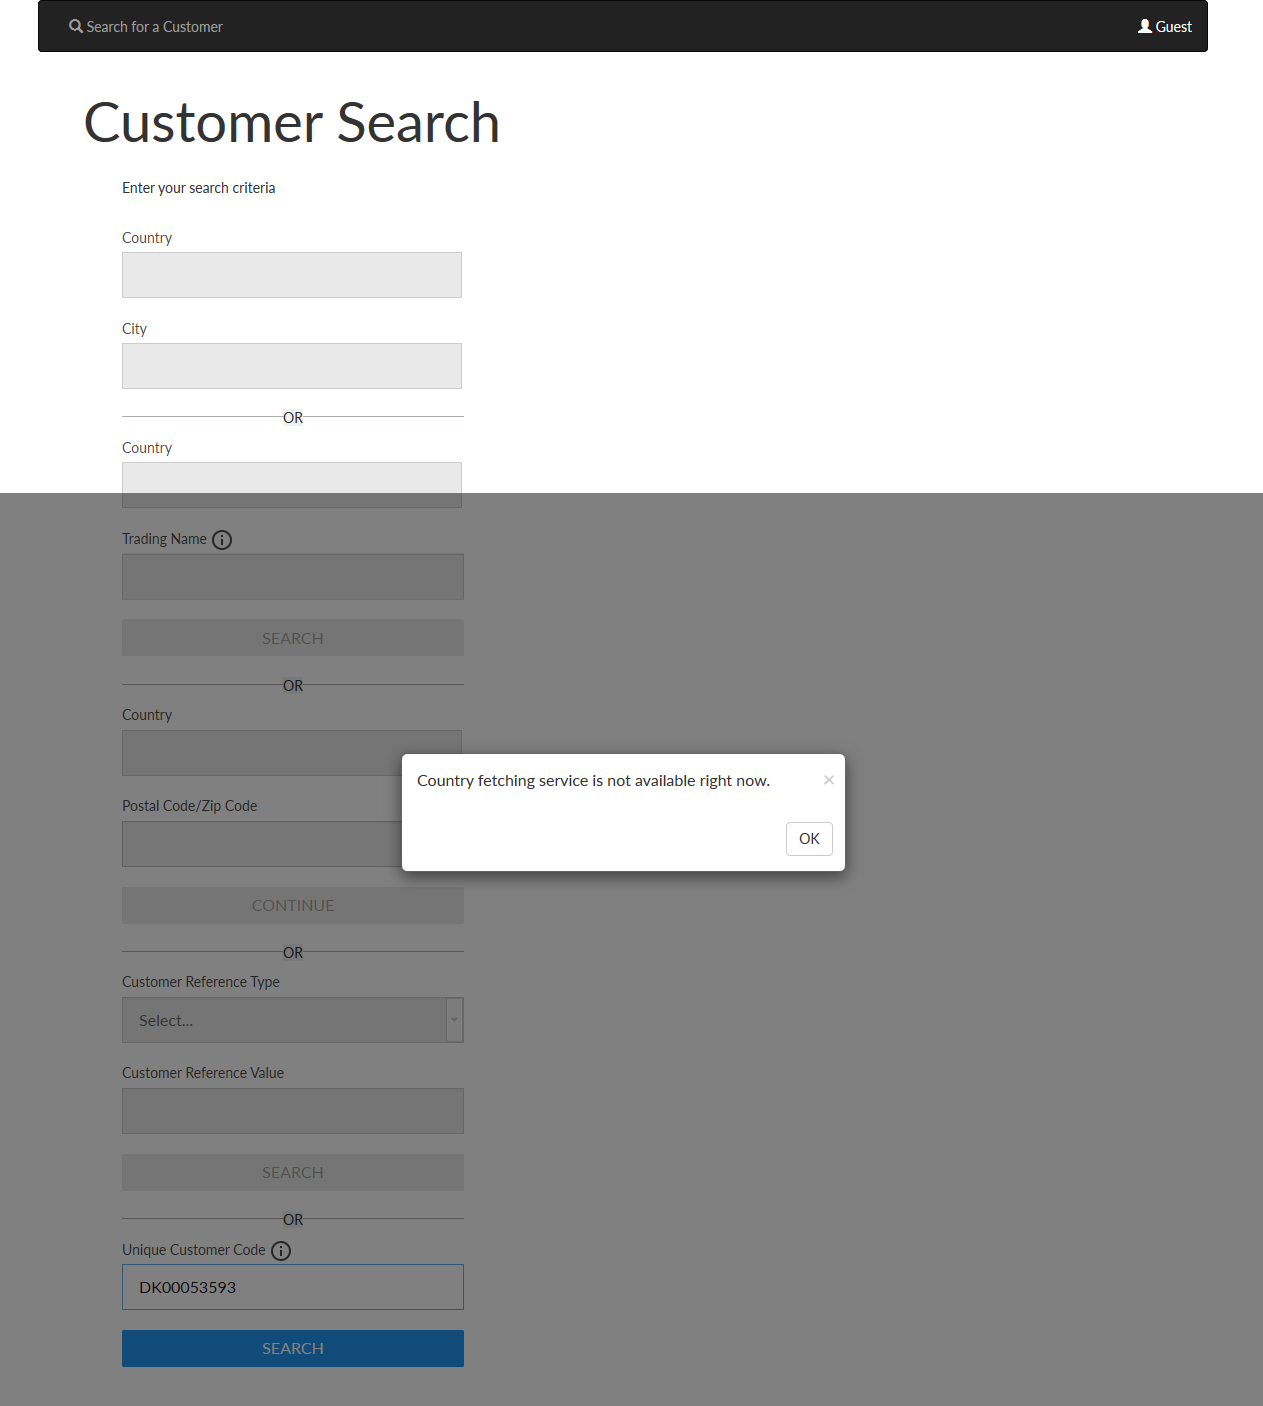 Search for a Customer
Guest
Customer Search
Enter your search criteria
Country
City
OR
Country
Trading Name
SEARCH
OR
Country
Country fetching service is not available right now.
×
Postal Code/Zip Code
OK
CONTINUE
OR
Customer Reference Type
Select...
Customer Reference Value
SEARCH
OR
Unique Customer Code
DK00053593
SEARCH